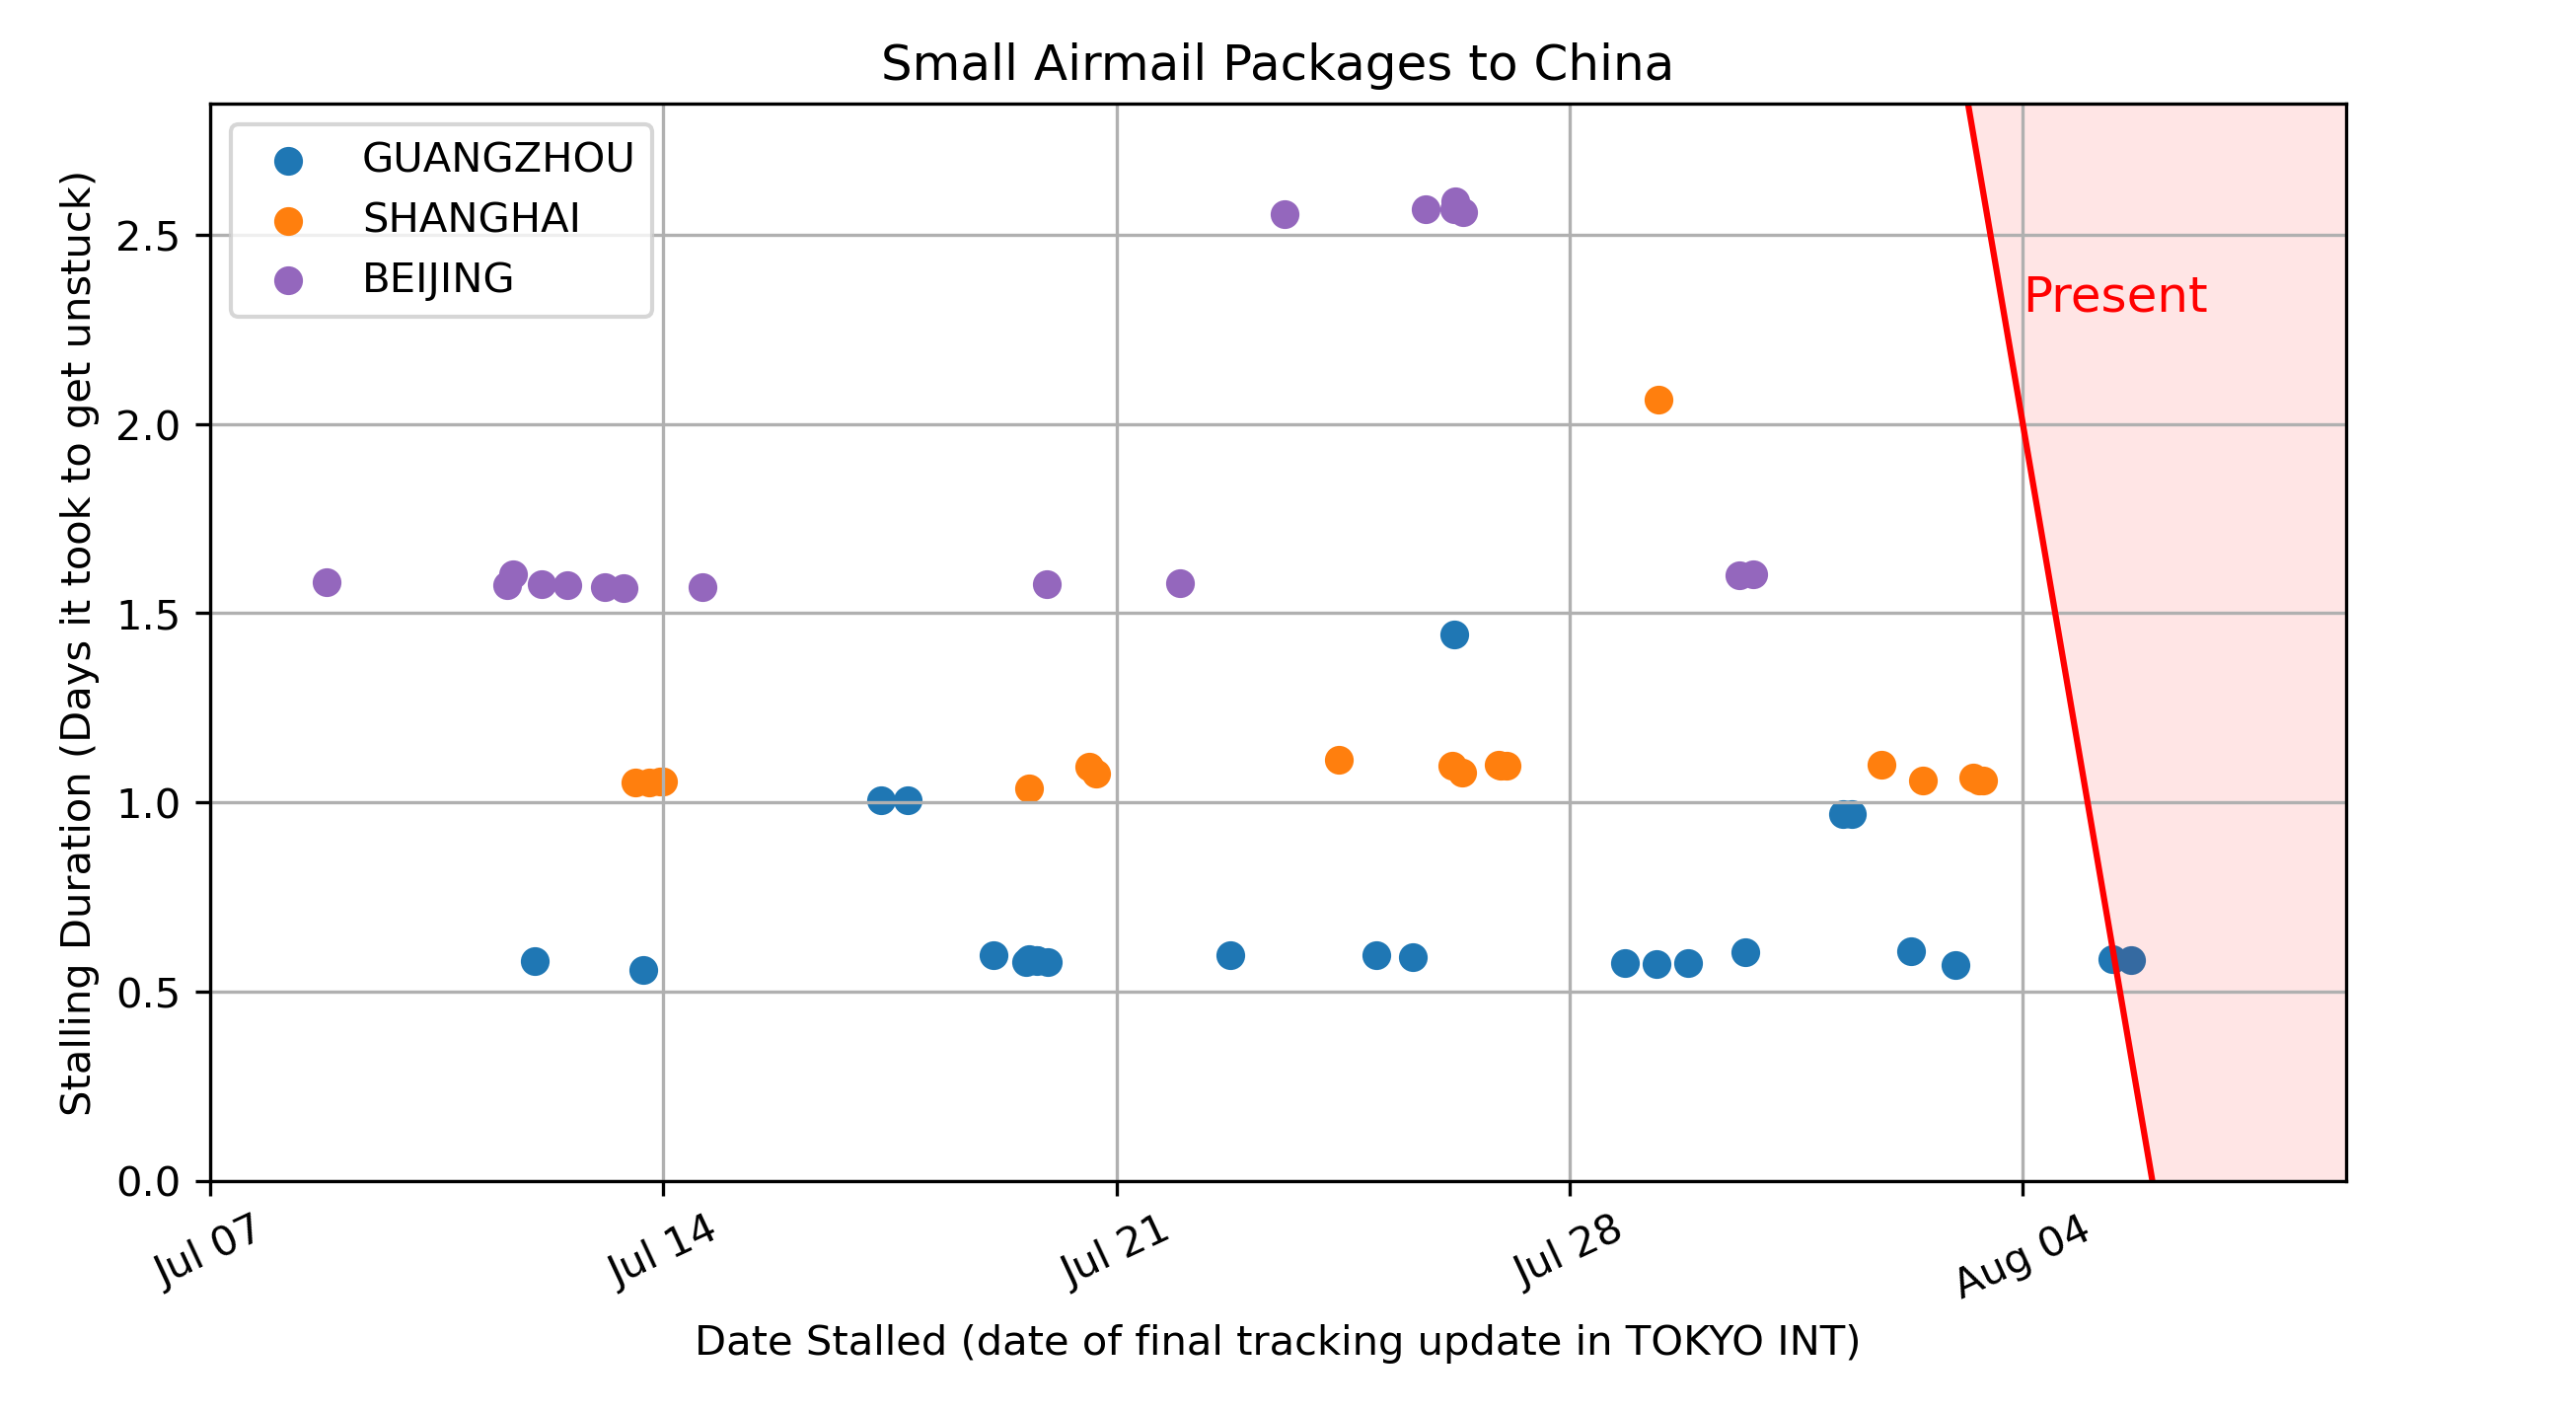 Small Airmail Packages to China
GUANGZHOU
SHANGHAI
BEIJING
Present
Stalling Duration (Days it took to get unstuck)
2.5
2.0
1.5
1.0
0.5
0.0
Jul 07
Jul 14
Jul 21
Jul 28
Aug 04
Date Stalled (date of final tracking update in TOKYO INT)